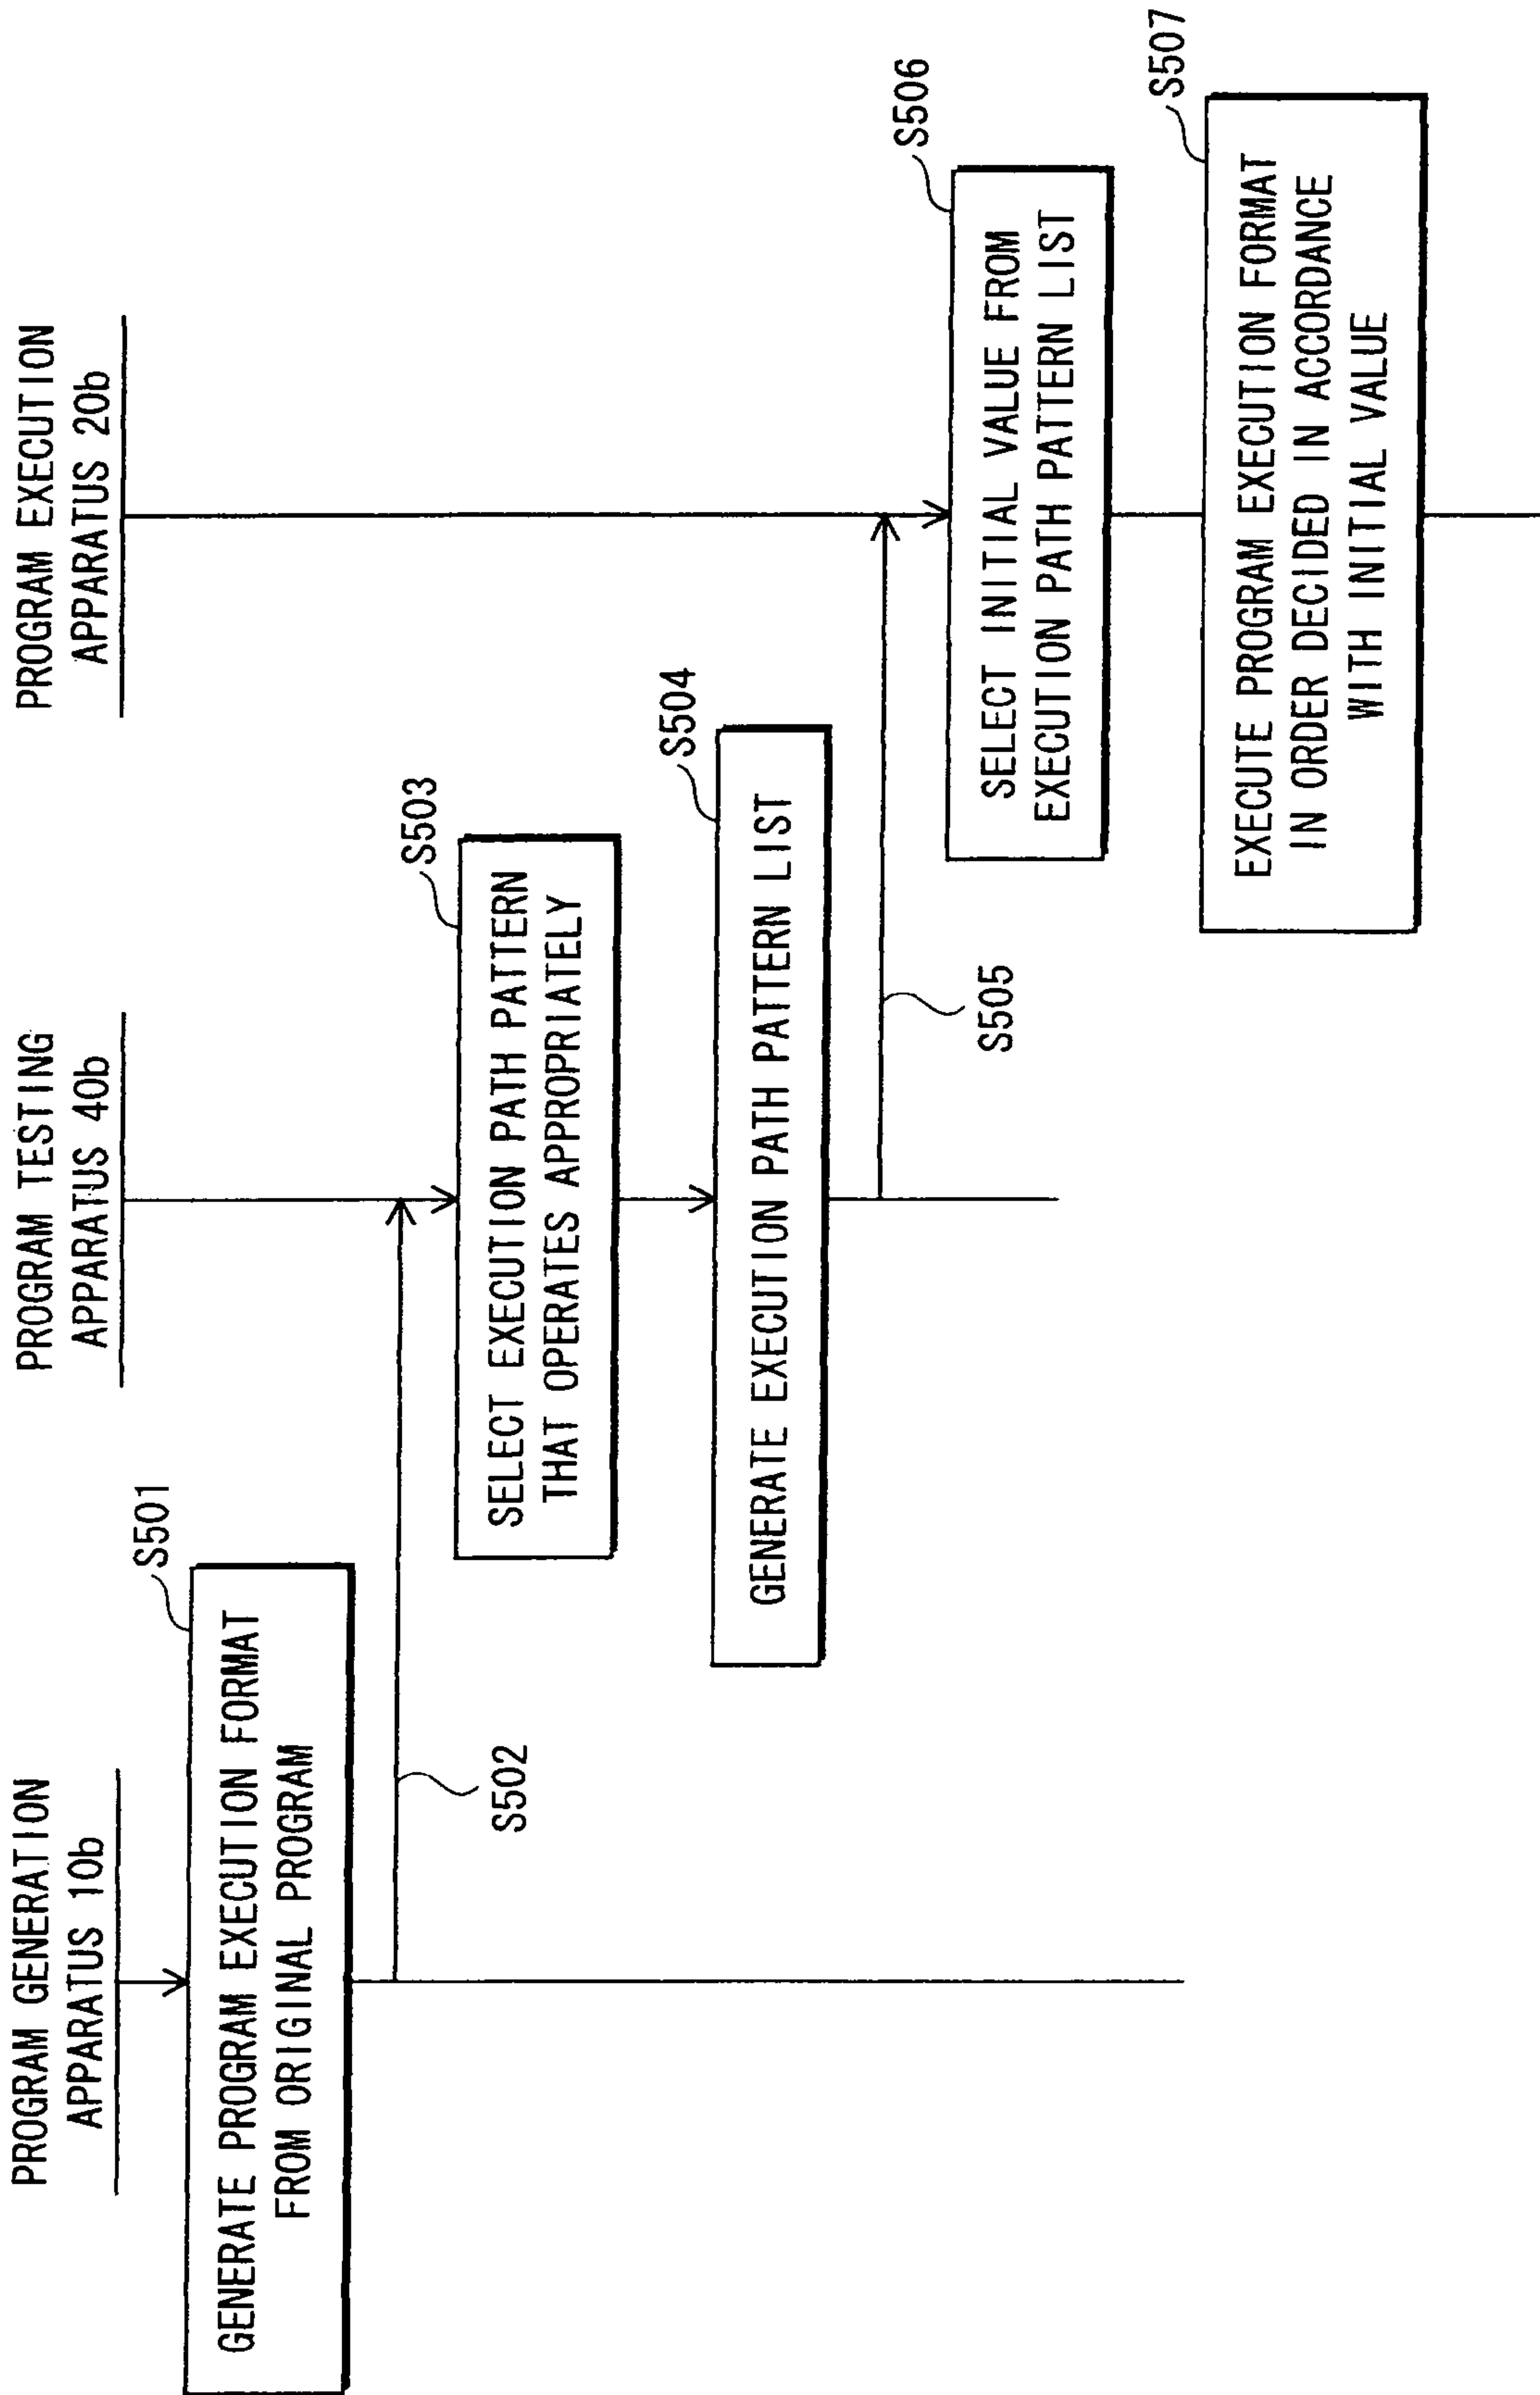 PROGRAM GENERATION
APPARATUS 10b
PROGRAM TESTING
APPARATUS 40b
PROGRAM EXECUTION
APPARATUS 20b
S501
GENERATE PROGRAM EXECUTION FORMAT
FROM ORIGINAL PROGRAM
S502
S503
SELECT EXECUTION PATH PATTERN
THAT OPERATES APPROPRIATELY
S504
GENERATE EXECUTION PATH PATTERN LIST
S505
S506
SELECT INITIAL VALUE FROM
EXECUTION PATH PATTERN LIST
S507
EXECUTE PROGRAM EXECUTION FORMAT
IN ORDER DECIDED IN ACCORDANCE
WITH INITIAL VALUE